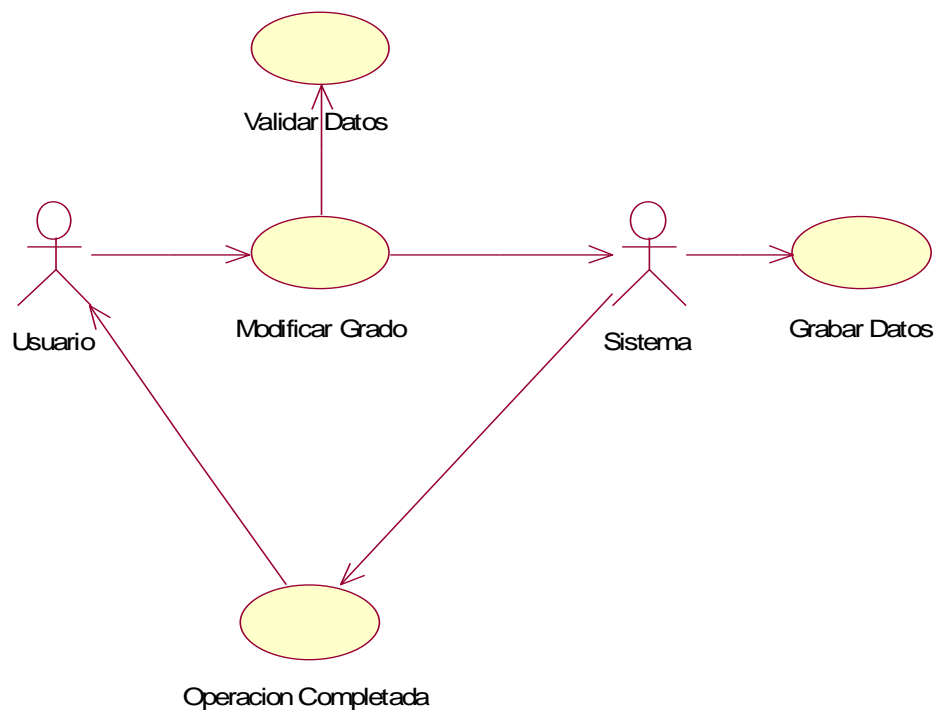 Validar Datos
Usuario
Modificar Grado
Sistema
Grabar Datos
Operacion Completada